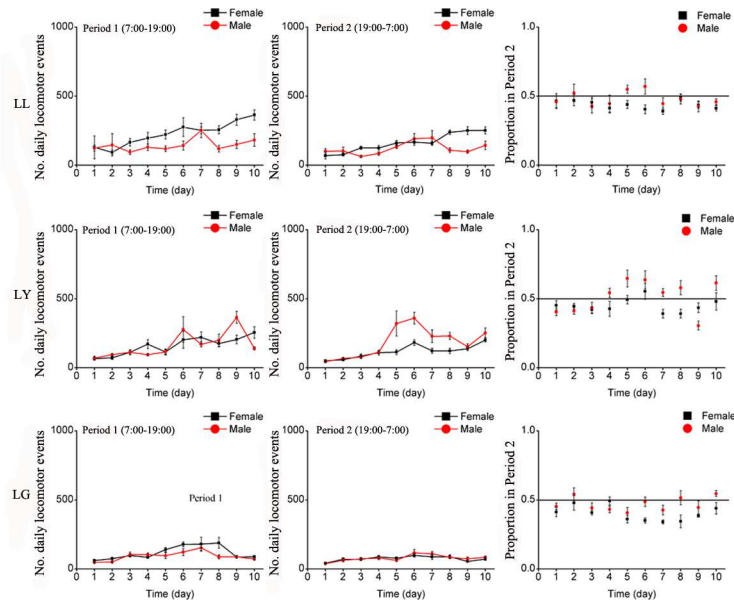 1000
Period 1 (7:00-19:00)
Female
Male
LL
No. daily locomotor events
500
0
0 1 2 3 4 5 6 7 8 9 10
Time (day)
1000
Period 2 (19:00-7:00)
Female
Male
No. daily locomotor events
500
0
0 1 2 3 4 5 6 7 8 9 10
Time (day)
1.0
Female
Male
Proportion in Period 2
0.5
0.0
0 1 2 3 4 5 6 7 8 9 10
Time (day)
1000
Period 1 (7:00-19:00)
Female
Male
LY
No. daily locomotor events
500
0
0 1 2 3 4 5 6 7 8 9 10
Time (day)
1000
Period 2 (19:00-7:00)
Female
Male
No. daily locomotor events
500
0
0 1 2 3 4 5 6 7 8 9 10
Time (day)
1.0
Female
Male
Proportion in Period 2
0.5
0.0
0 1 2 3 4 5 6 7 8 9 10
Time (day)
1000
Period 1 (7:00-19:00)
Female
Male
LG
No. daily locomotor events
500
Period 1
0
0 1 2 3 4 5 6 7 8 9 10
Time (day)
1000
Period 2 (19:00-7:00)
Female
Male
No. daily locomotor events
500
0
0 1 2 3 4 5 6 7 8 9 10
Time (day)
1.0
Female
Male
Proportion in Period 2
0.5
0.0
0 1 2 3 4 5 6 7 8 9 10
Time (day)